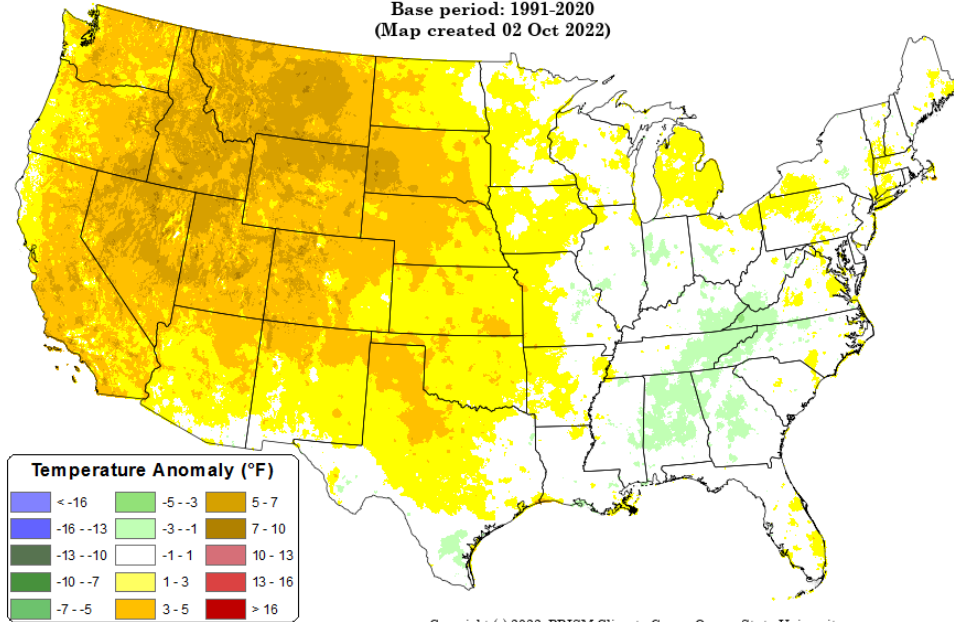 Base period: 1991-2020
(Map created 02 Oct 2022)
Temperature Anomaly (°F)
< -16
-16 - -13
-13 - -10
-10 - -7
-7 - -5
-5 - -3
-3 - -1
-1 - 1
1 - 3
3 - 5
5 - 7
7 - 10
10 - 13
13 - 16
> 16